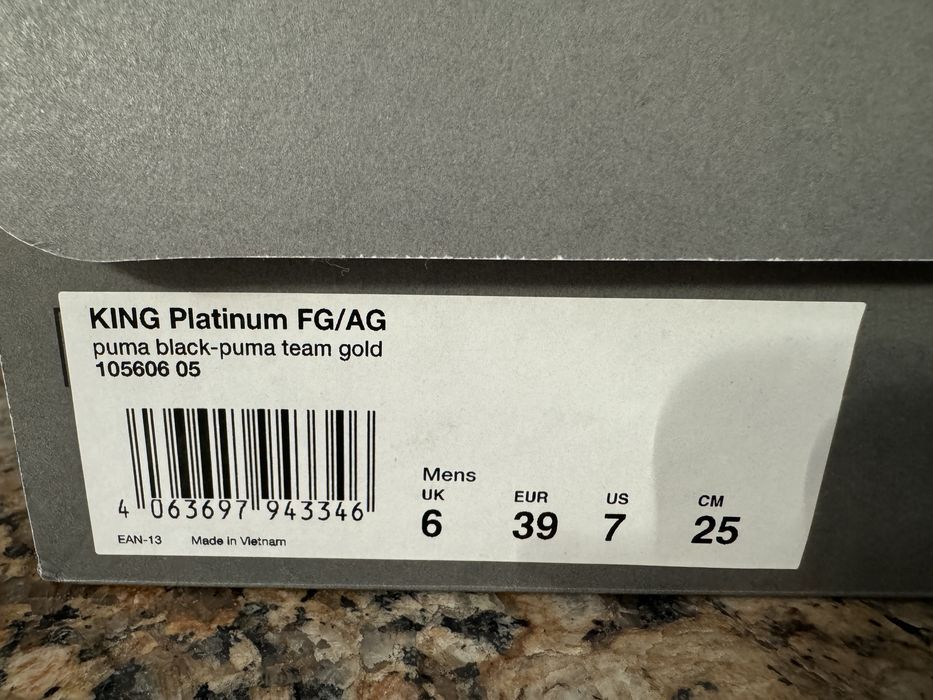 KING Platinum FG/AG
puma black-puma team gold
105606 05
4 063697 943346
EAN-13 Made in Vietnam
Mens
UK EUR US CM
6 39 7 25